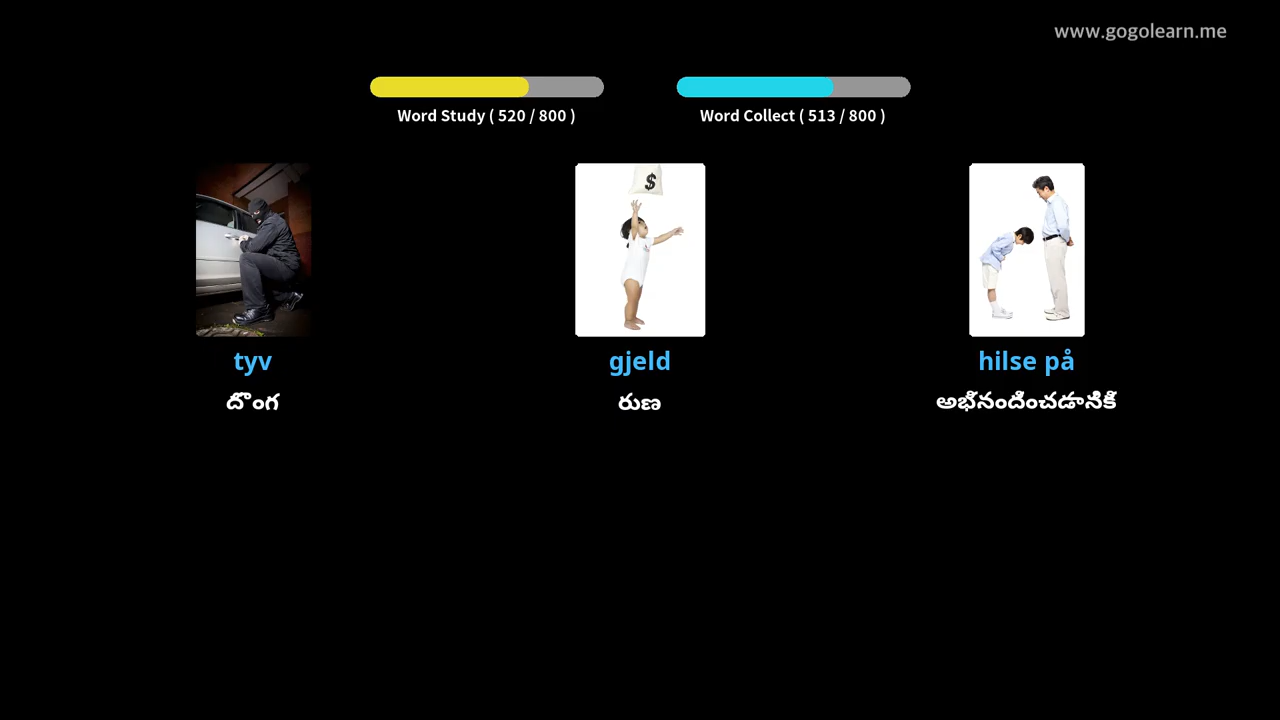 www.gogolearn.me
Word Study ( 520 / 800 )
Word Collect ( 513 / 800 )
$
tyv
gjeld
hilse på
దొంగ
రుణ
అభినందించడానికి